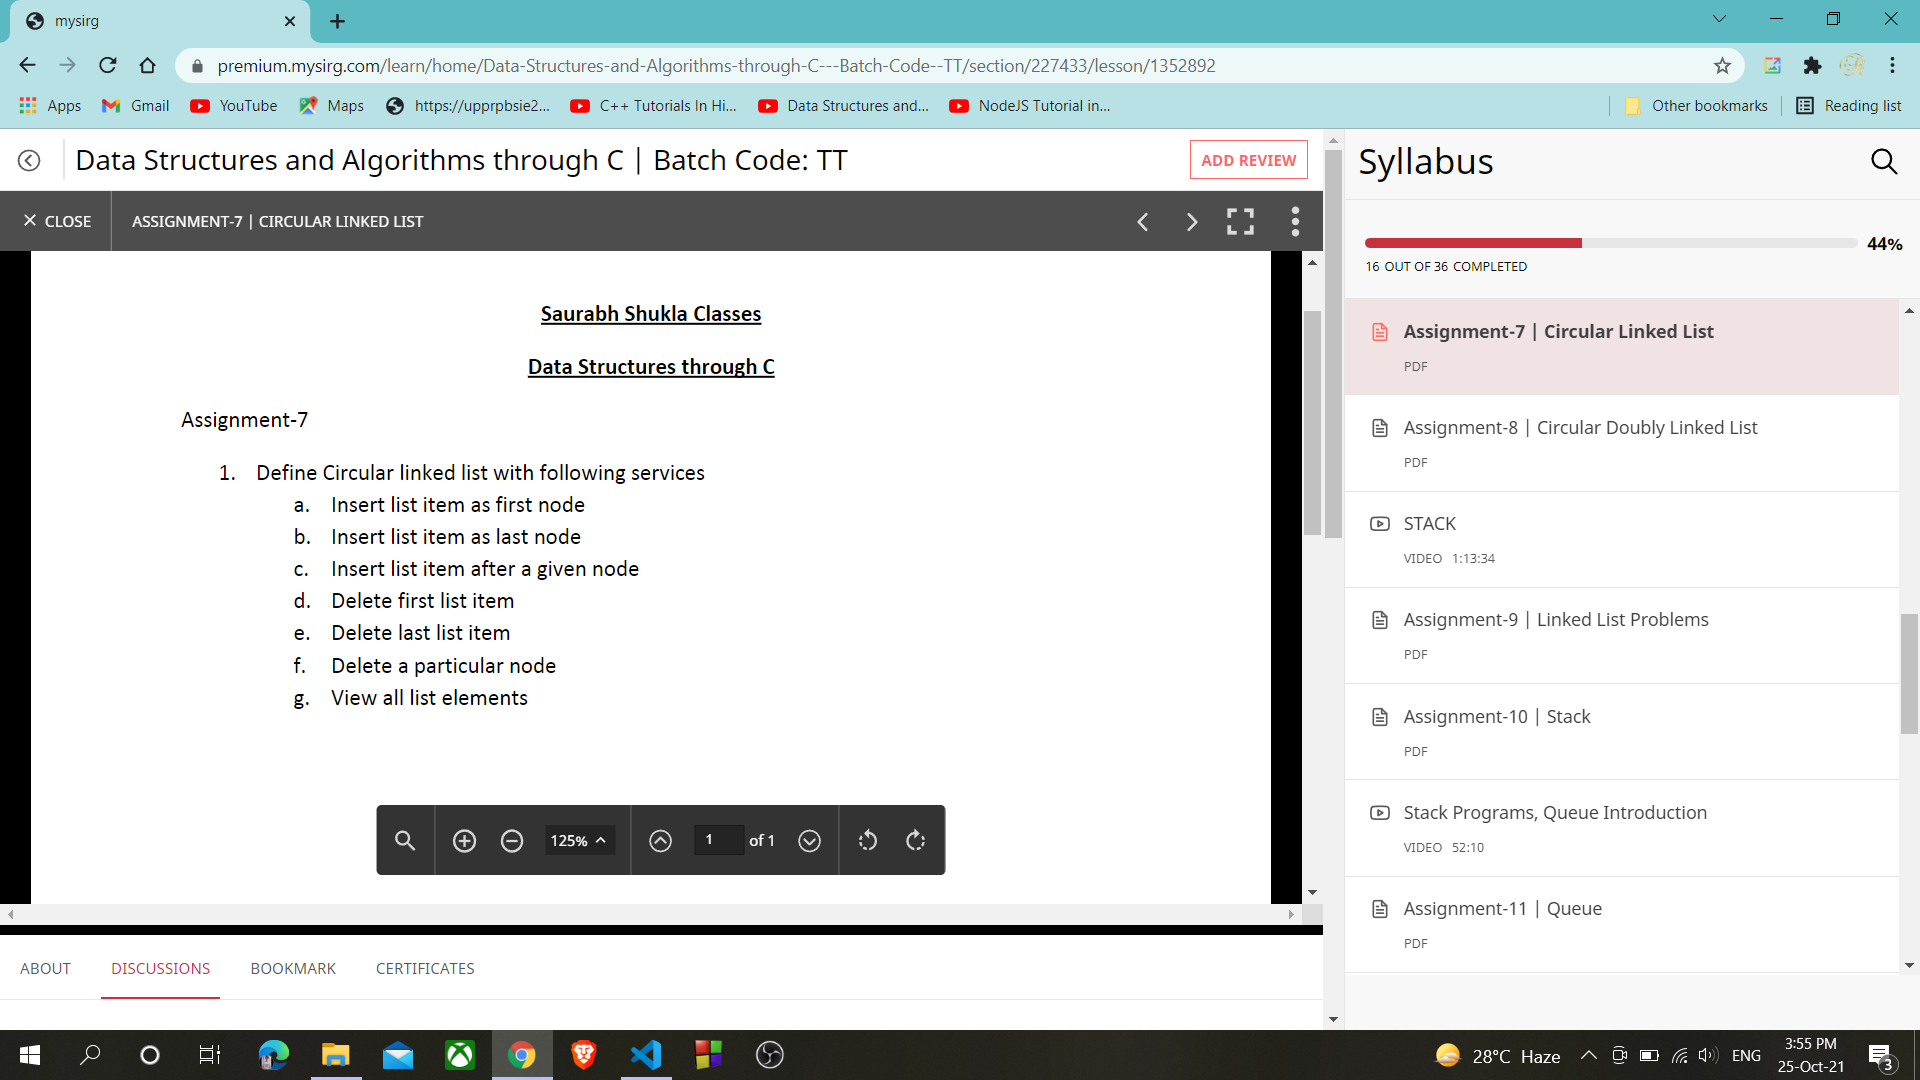 mysirg
premium.mysirg.com/learn/home/Data-Structures-and-Algorithms-through-C---Batch-Code--TT/section/227433/lesson/1352892
Apps Gmail YouTube Maps https://upprpbsie2... C++ Tutorials In Hi... Data Structures and... NodeJS Tutorial in... Other bookmarks Reading list
Data Structures and Algorithms through C | Batch Code: TT
ADD REVIEW
CLOSE ASSIGNMENT-7 | CIRCULAR LINKED LIST
Saurabh Shukla Classes
Data Structures through C
Assignment-7
1. Define Circular linked list with following services
a. Insert list item as first node
b. Insert list item as last node
c. Insert list item after a given node
d. Delete first list item
e. Delete last list item
f. Delete a particular node
g. View all list elements
125% 1 of 1
ABOUT DISCUSSIONS BOOKMARK CERTIFICATES
Syllabus
44%
16 OUT OF 36 COMPLETED
Assignment-7 | Circular Linked List
PDF
Assignment-8 | Circular Doubly Linked List
PDF
STACK
VIDEO 1:13:34
Assignment-9 | Linked List Problems
PDF
Assignment-10 | Stack
PDF
Stack Programs, Queue Introduction
VIDEO 52:10
Assignment-11 | Queue
PDF
28°C Haze ENG
3:55 PM
25-Oct-21
3